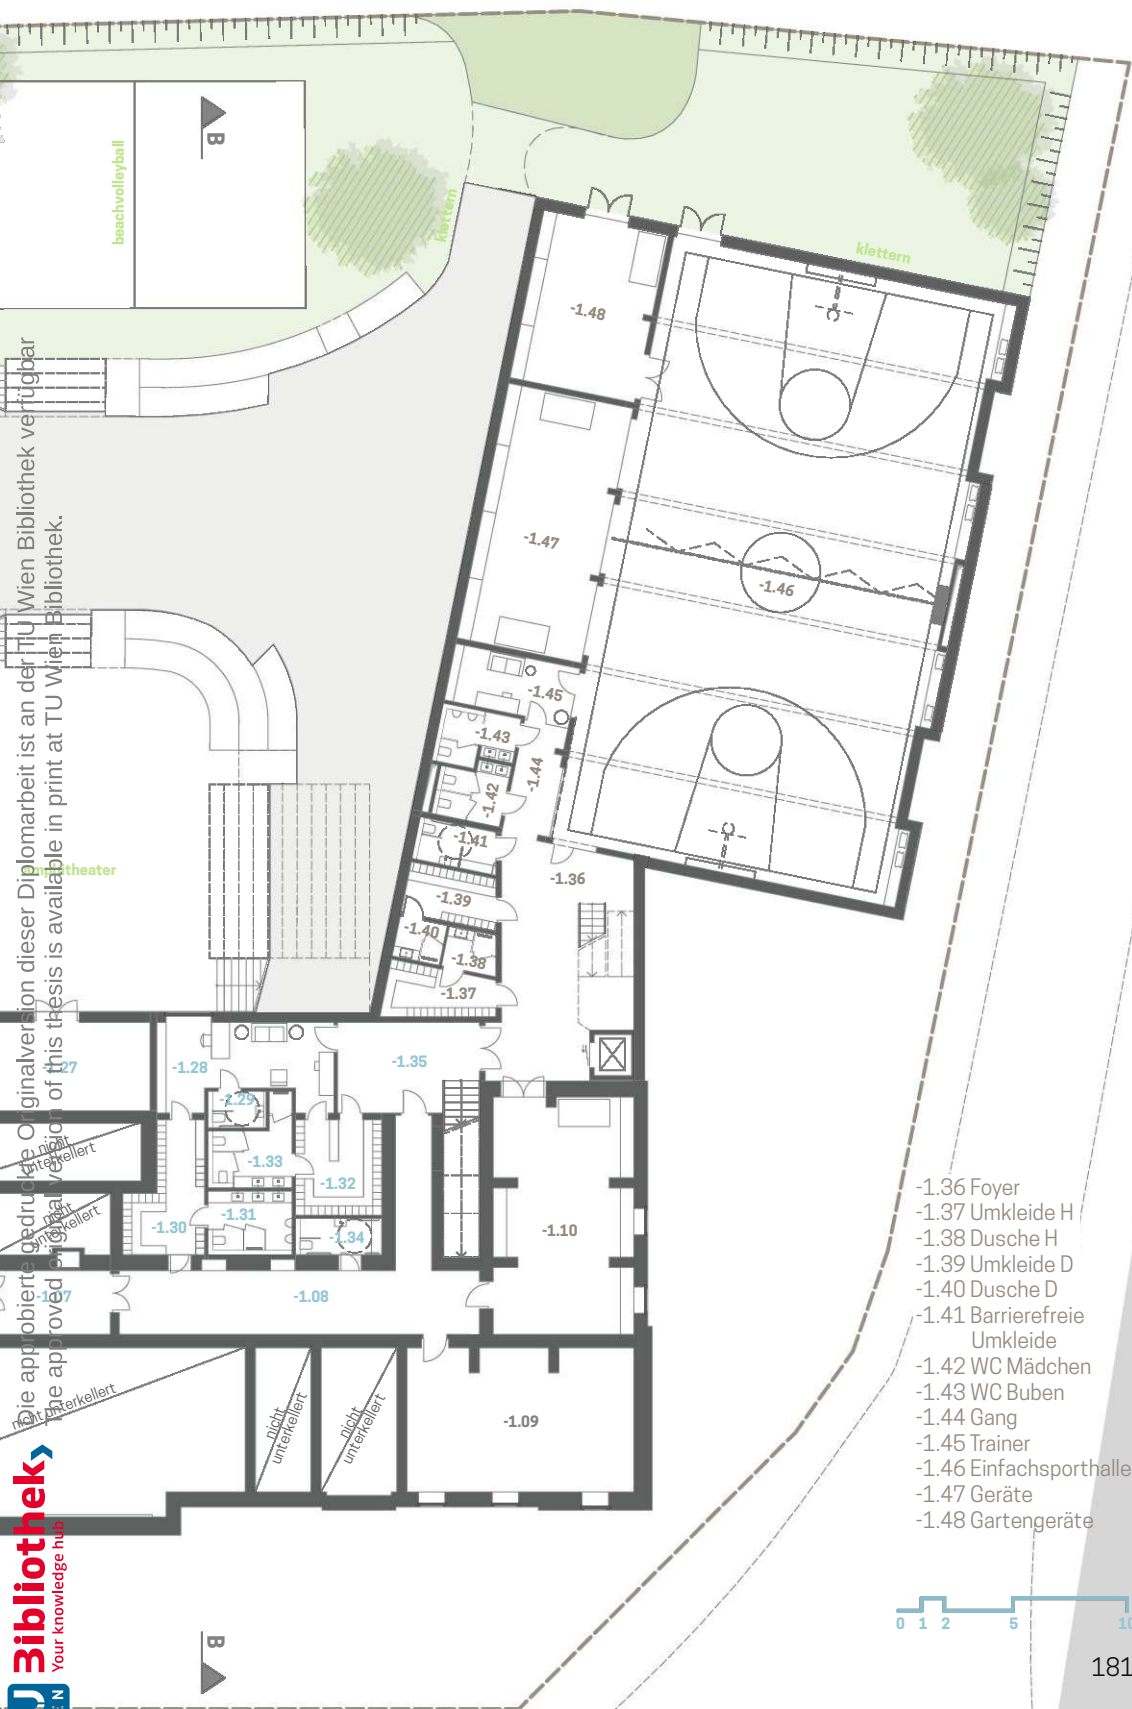 B
beachvolleyball
klettern
klettern
-1.48
-1.47
-1.46
-1.45
-1.43
-1.44
-1.42
-1.41
-1.36
-1.39
-1.40
-1.38
-1.37
amphitheater
-1.27
-1.28
-1.35
-1.29
-1.33
-1.32
-1.31
-1.30
-1.34
-1.10
nicht
unterkellert
nicht
unterkellert
-1.07
-1.08
nicht unterkellert
nicht
unterkellert
nicht
unterkellert
-1.09
-1.36 Foyer
-1.37 Umkleide H
-1.38 Dusche H
-1.39 Umkleide D
-1.40 Dusche D
-1.41 Barrierefreie
Umkleide
-1.42 WC Mädchen
-1.43 WC Buben
-1.44 Gang
-1.45 Trainer
-1.46 Einfachsporthalle
-1.47 Geräte
-1.48 Gartengeräte
0 1 2 5 10
B
181
Die approbierte gedruckte Originalversion dieser Diplomarbeit ist an der TU Wien Bibliothek verfügbar
The approved original version of this thesis is available in print at TU Wien Bibliothek.
Bibliothek
Your knowledge hub